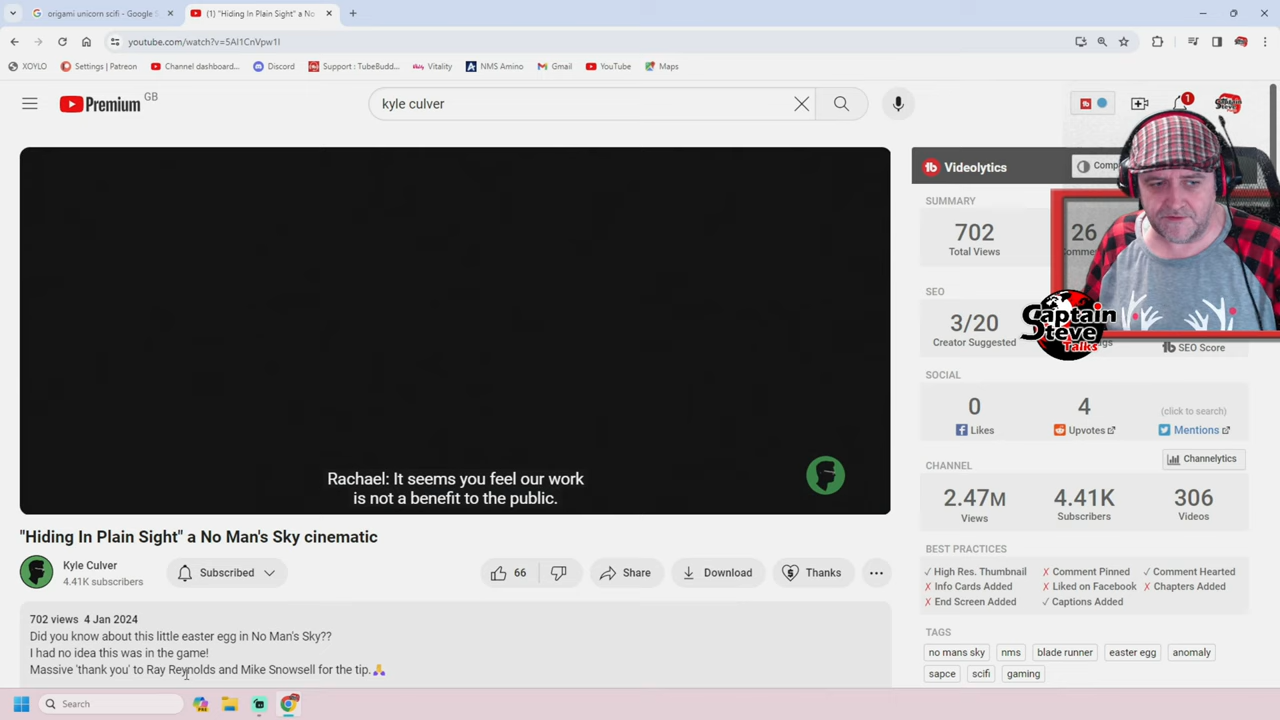 origami unicorn scifi - Google S
(1) "Hiding In Plain Sight" a No
youtube.com/watch?v=5AI1CnVpw1I
XOYLO
Settings | Patreon
Channel dashboard...
Discord
Support : TubeBudd...
Vitality
NMS Amino
Gmail
YouTube
Maps
Premium GB
kyle culver
1
Videolytics
Comp
SUMMARY
702
Total Views
26
SEO
3/20
Creator Suggested
SEO Score
Captain
Steve
Talks
SOCIAL
0
Likes
4
Upvotes
(click to search)
Mentions
CHANNEL
Channelytics
2.47M
Views
4.41K
Subscribers
306
Videos
BEST PRACTICES
High Res. Thumbnail
Comment Pinned
Comment Hearted
Info Cards Added
Liked on Facebook
Chapters Added
End Screen Added
Captions Added
TAGS
no mans sky
nms
blade runner
easter egg
anomaly
sapce
scifi
gaming
Rachael: It seems you feel our work
is not a benefit to the public.
"Hiding In Plain Sight" a No Man's Sky cinematic
Kyle Culver
4.41K subscribers
Subscribed
66
Share
Download
Thanks
702 views 4 Jan 2024
Did you know about this little easter egg in No Man's Sky??
I had no idea this was in the game!
Massive 'thank you' to Ray Reynolds and Mike Snowsell for the tip.
Search